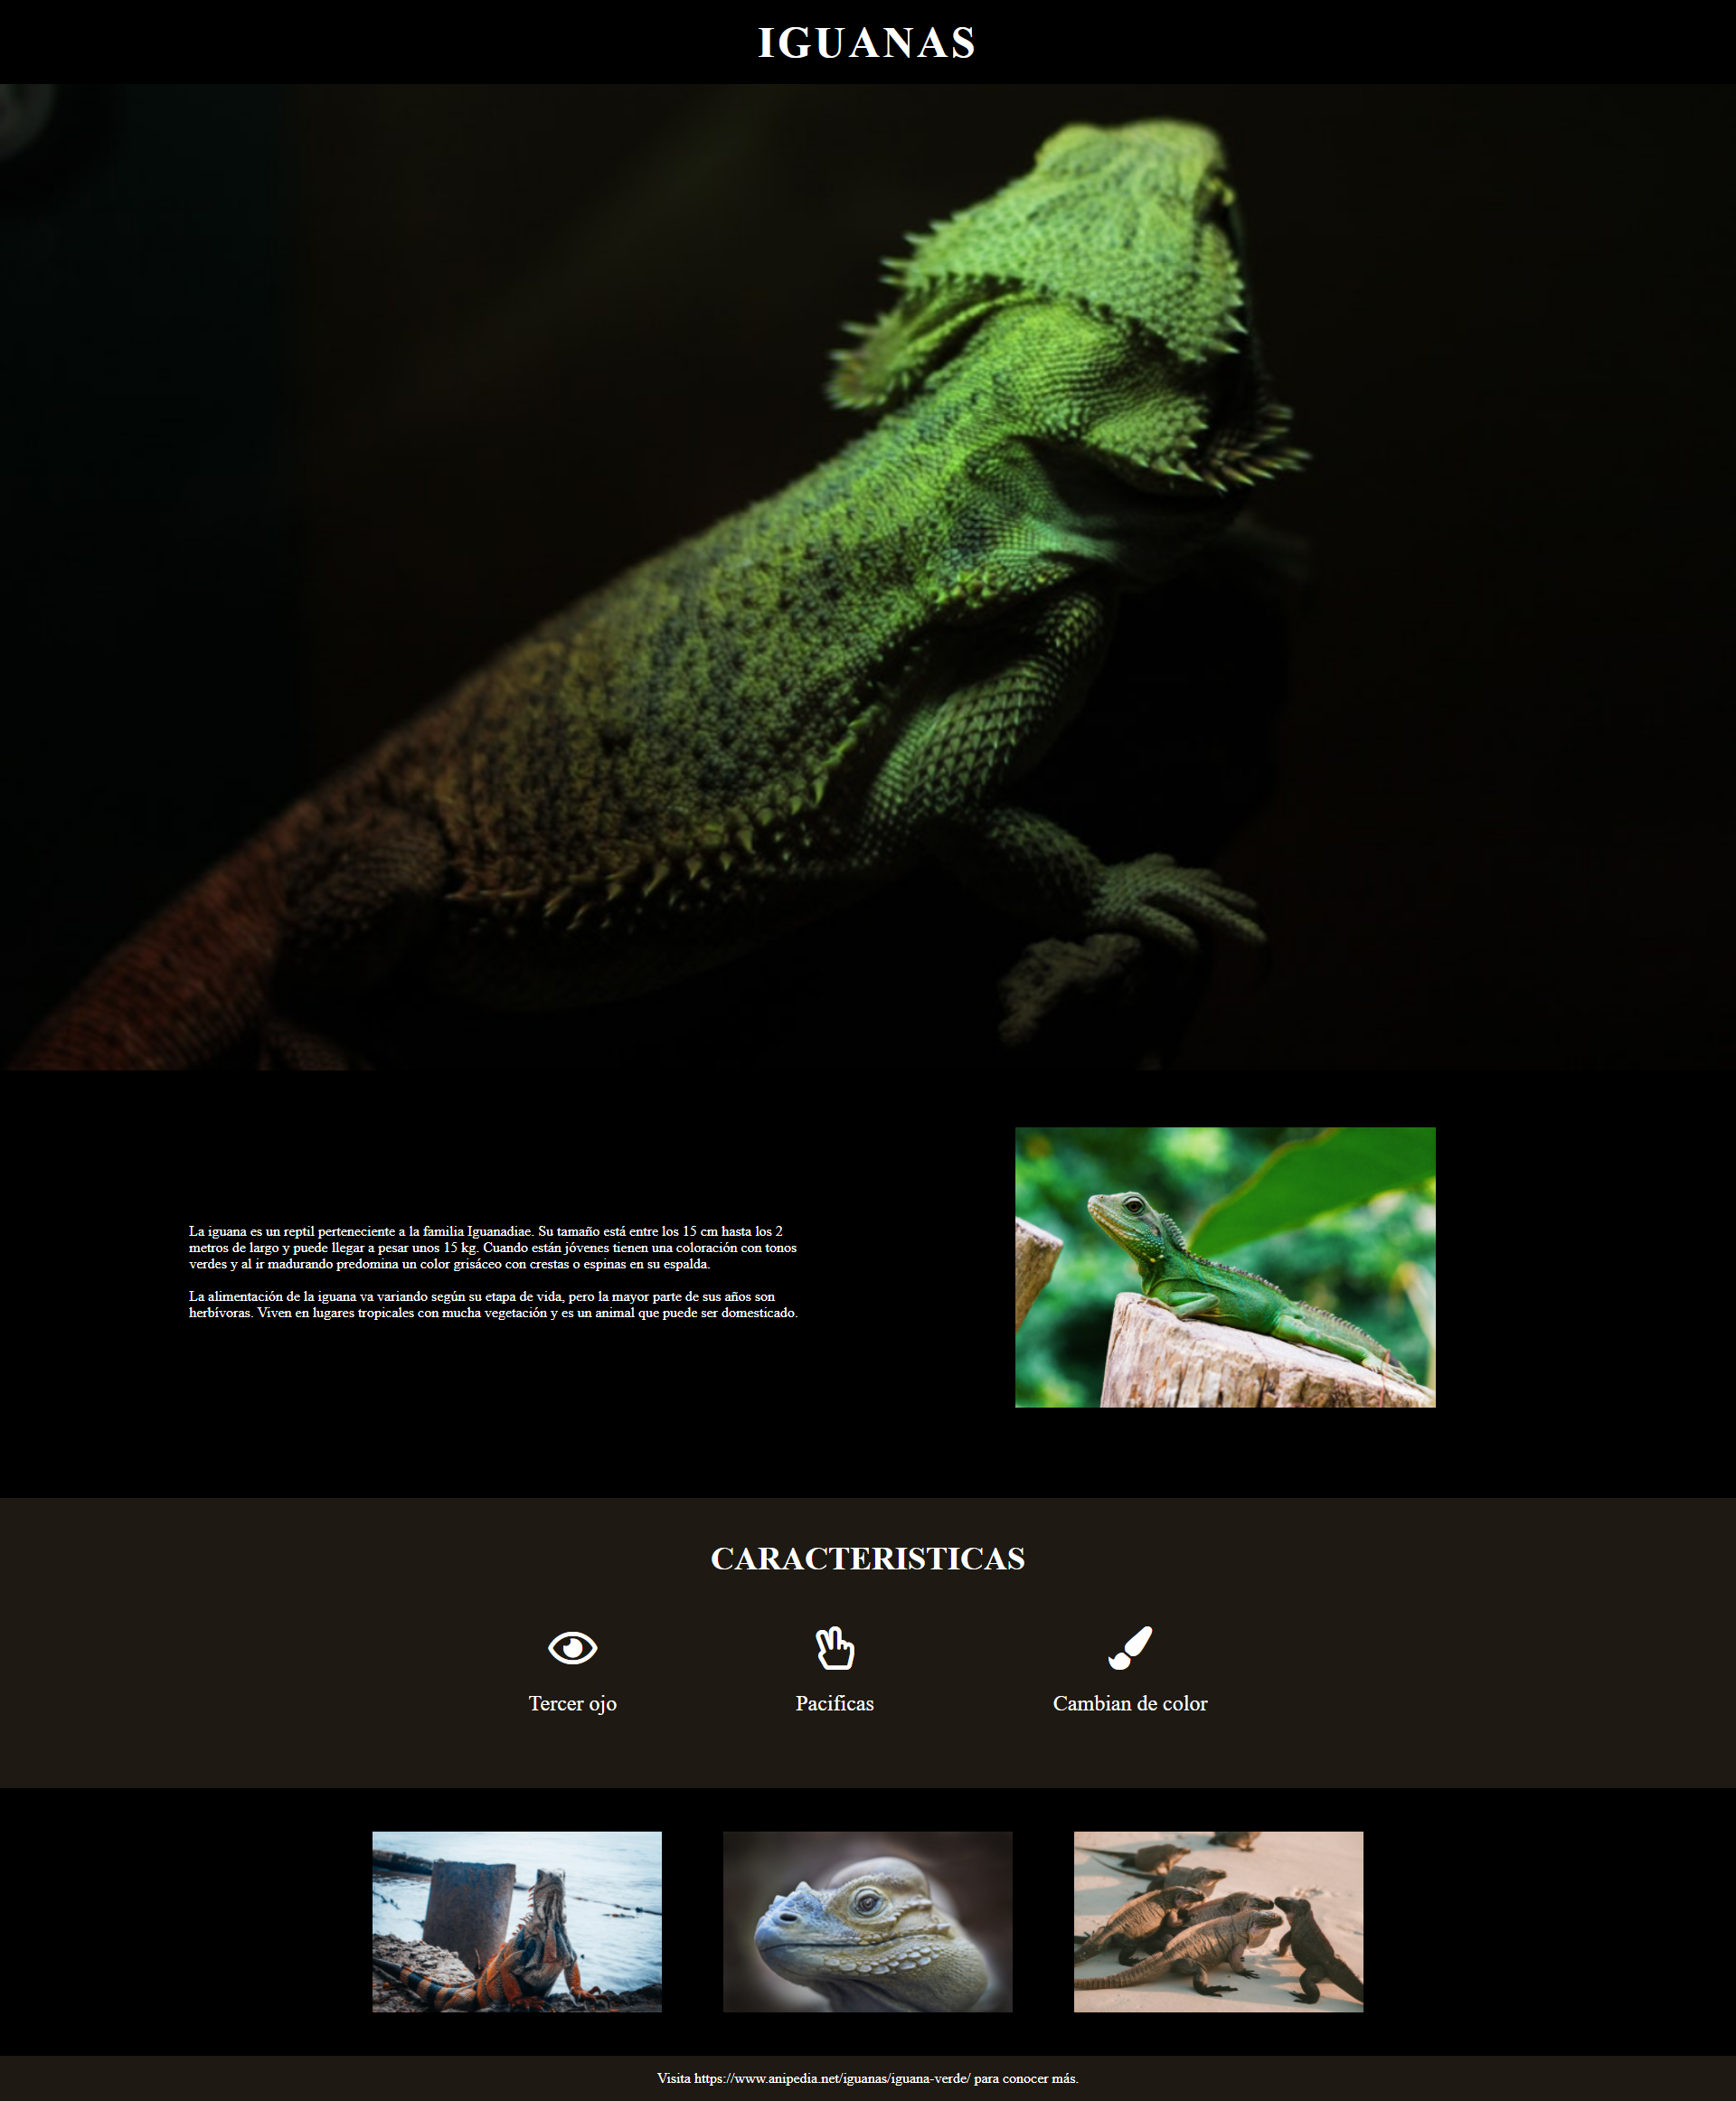 IGUANAS
La iguana es un reptil perteneciente a la familia Iguanadiae. Su tamaño está entre los 15 cm hasta los 2
metros de largo y puede llegar a pesar unos 15 kg. Cuando están jóvenes tienen una coloración con tonos
verdes y al ir madurando predomina un color grisáceo con crestas o espinas en su espalda.
La alimentación de la iguana va variando según su etapa de vida, pero la mayor parte de sus años son
herbívoras. Viven en lugares tropicales con mucha vegetación y es un animal que puede ser domesticado.
CARACTERISTICAS
Tercer ojo
Pacificas
Cambian de color
Visita https://www.anipedia.net/iguanas/iguana-verde/ para conocer más.